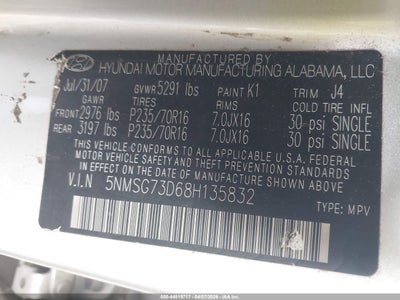 MANUFACTURED BY
HYUNDAI MOTOR MANUFACTURING ALABAMA, LLC
Jul/31/07 GVWR 5291 lbs PAINT K1 TRIM J4
GAWR TIRES RIMS COLD TIRE INFL
FRONT 2976 lbs P235/70R16 7.0JX16 30 psi SINGLE
REAR 3197 lbs P235/70R16 7.0JX16 30 psi SINGLE
THIS VEHICLE CONFORMS TO ALL APPLICABLE U.S.A. FEDERAL
MOTOR VEHICLE SAFETY STANDARDS
IN EFFECT ON THE DATE OF MANUFACTURE SHOWN ABOVE.
V.I.N 5NMSG73D68H135832
TYPE: MPV